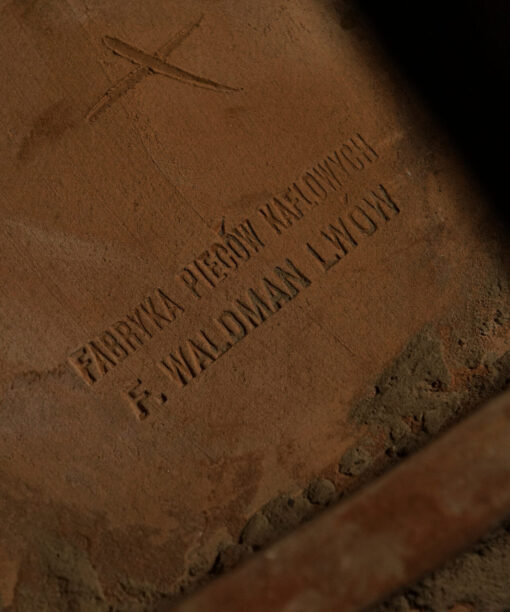 FABRYKA PIECÓW KAFLOWYCH
F. WALDMAN LWÓW